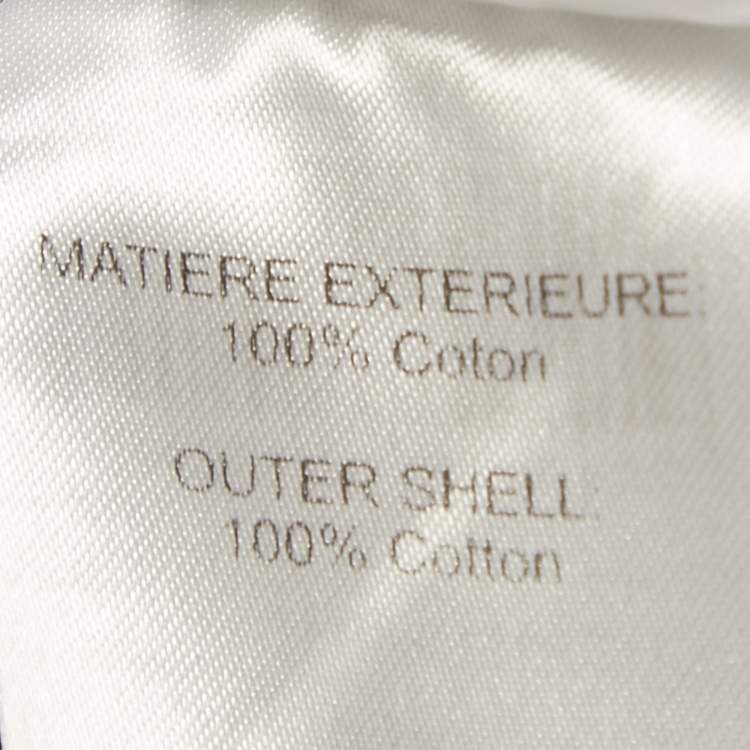 MATIERE EXTERIEURE:
100% Coton
OUTER SHELL:
100% Cotton